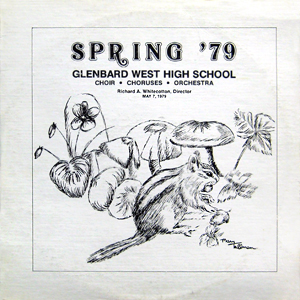 SPRING '79
GLENBARD WEST HIGH SCHOOL
CHOIR • CHORUSES • ORCHESTRA
Richard A. Whitecotton, Director
MAY 7, 1979